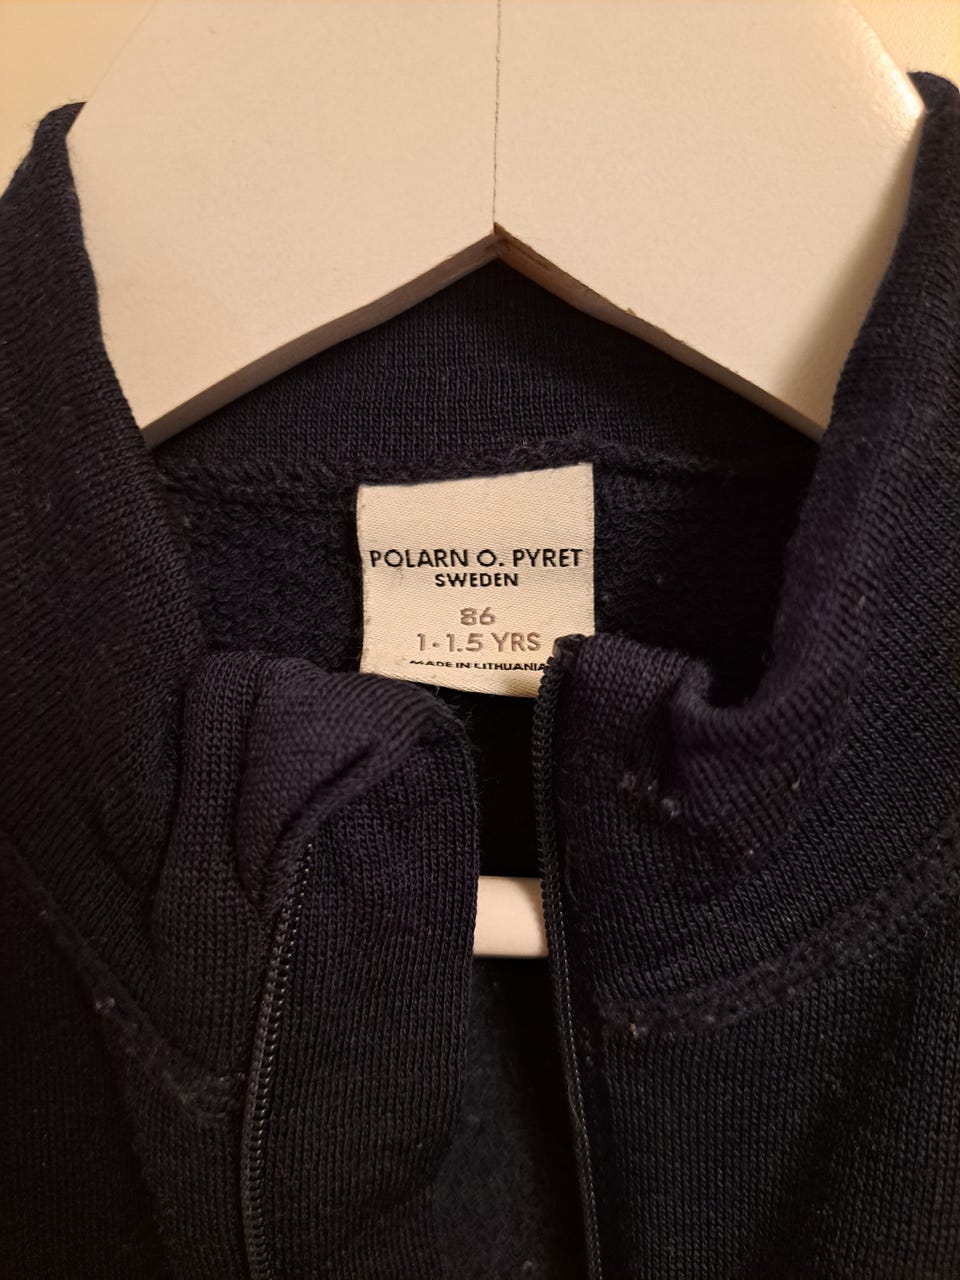 POLARN O. PYRET
SWEDEN
86
1-1.5 YRS
MADE IN LITHUANIA